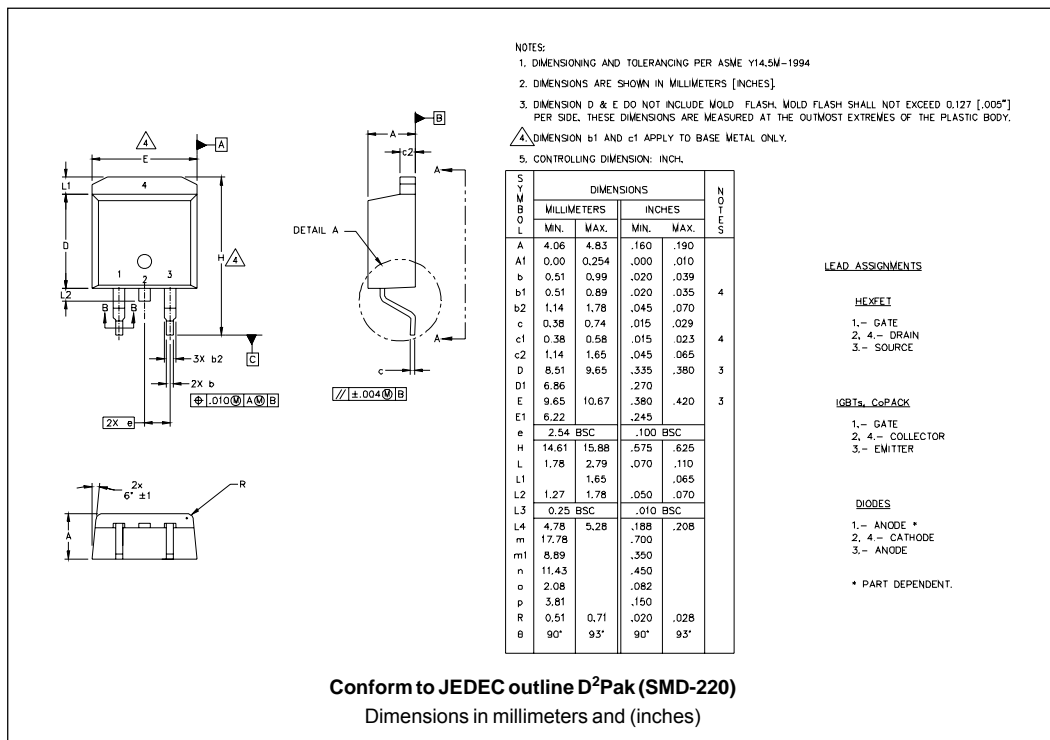 NOTES:
1. DIMENSIONING AND TOLERANCING PER ASME Y14.5M-1994
2. DIMENSIONS ARE SHOWN IN MILLIMETERS [INCHES].
3. DIMENSION D & E DO NOT INCLUDE MOLD FLASH. MOLD FLASH SHALL NOT EXCEED 0.127 [.005"]
PER SIDE. THESE DIMENSIONS ARE MEASURED AT THE OUTMOST EXTREMES OF THE PLASTIC BODY.
4. DIMENSION b1 AND c1 APPLY TO BASE METAL ONLY.
5. CONTROLLING DIMENSION: INCH.
4
A
E
L1
4
D
H 4
1 2 3
L2
B B
C
3X b2
2X b
⌖ .010Ⓜ AⓂ B
2X e
B
A
c2
A
DETAIL A
A
c
// ±.004Ⓜ B
2x
6° ±1
R
A
SYMBOL DIMENSIONS NOTES
MILLIMETERS INCHES
MIN. MAX. MIN. MAX.
A 4.06 4.83 .160 .190
A1 0.00 0.254 .000 .010
b 0.51 0.99 .020 .039
b1 0.51 0.89 .020 .035 4
b2 1.14 1.78 .045 .070
c 0.38 0.74 .015 .029
c1 0.38 0.58 .015 .023 4
c2 1.14 1.65 .045 .065
D 8.51 9.65 .335 .380 3
D1 6.86 .270
E 9.65 10.67 .380 .420 3
E1 6.22 .245
e 2.54 BSC .100 BSC
H 14.61 15.88 .575 .625
L 1.78 2.79 .070 .110
L1 1.65 .065
L2 1.27 1.78 .050 .070
L3 0.25 BSC .010 BSC
L4 4.78 5.28 .188 .208
m 17.78 .700
m1 8.89 .350
n 11.43 .450
o 2.08 .082
p 3.81 .150
R 0.51 0.71 .020 .028
θ 90° 93° 90° 93°
LEAD ASSIGNMENTS
HEXFET
1.- GATE
2, 4.- DRAIN
3.- SOURCE
IGBTs, CoPACK
1.- GATE
2, 4.- COLLECTOR
3.- EMITTER
DIODES
1.- ANODE *
2, 4.- CATHODE
3.- ANODE
* PART DEPENDENT.
Conform to JEDEC outline D²Pak (SMD-220)
Dimensions in millimeters and (inches)